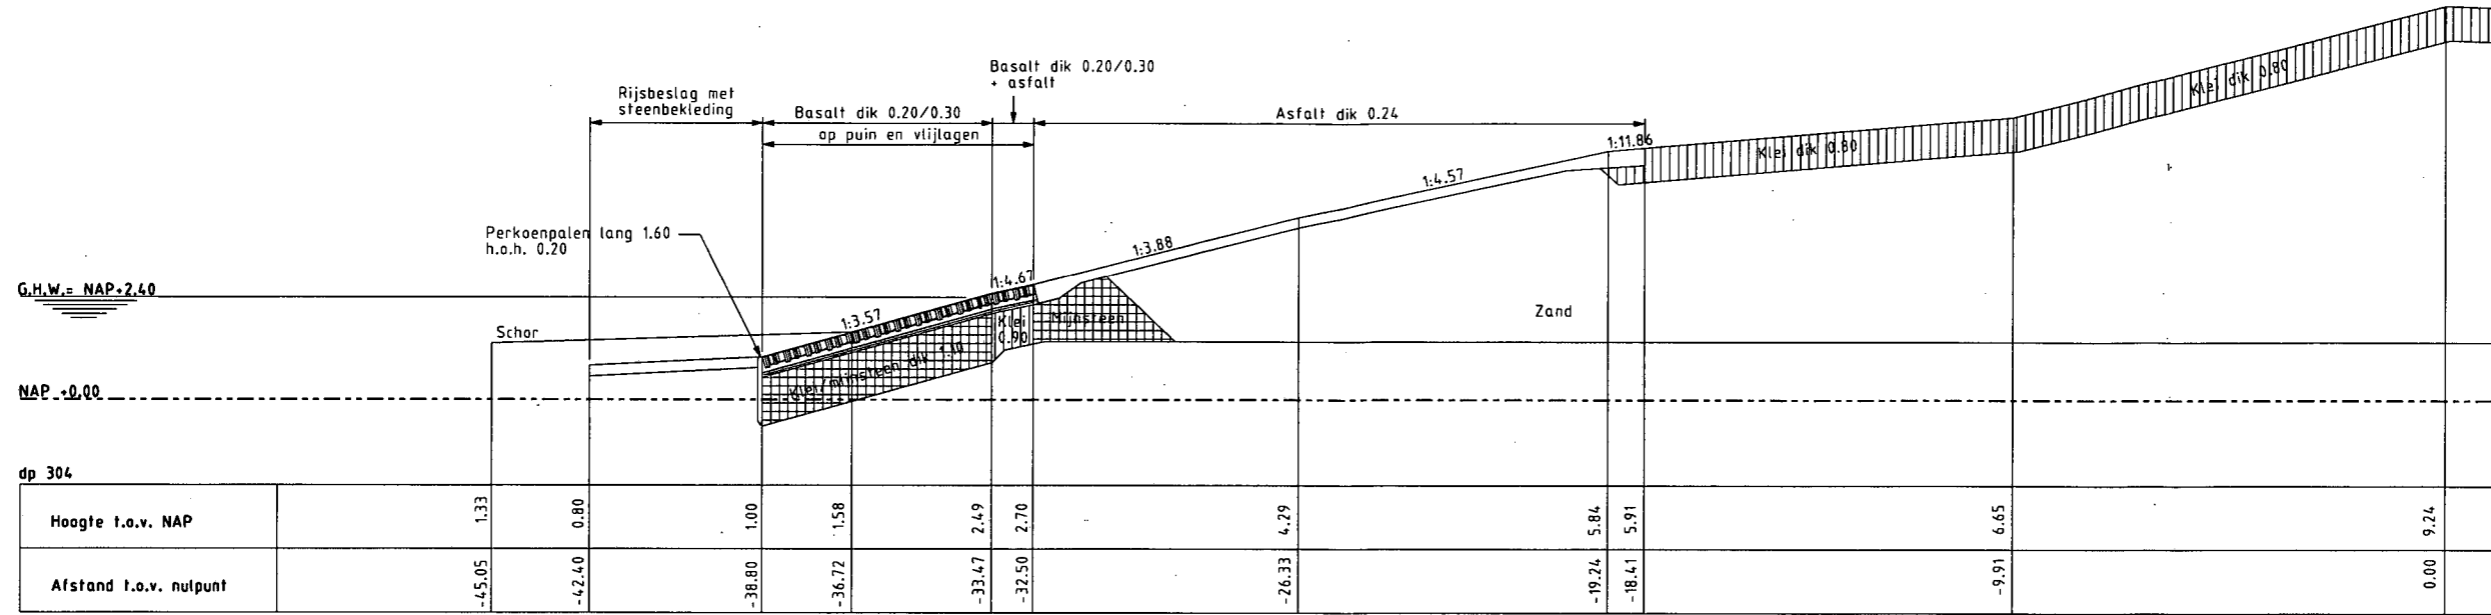 Basalt dik 0.20/0.30
+ asfalt
Rijsbeslag met
steenbekleding
Basalt dik 0.20/0.30
op puin en vlijlagen
Asfalt dik 0.24
Klei dik 0.80
1:11.86
Klei dik 0.80
1:4.57
Perkoenpalen lang 1.60
h.o.h. 0.20
1:3.88
G.H.W.= NAP+2.40
1:4.67
1:3.57
Schor
Klei
0.90
Mijnsteen
Zand
Klei/mijnsteen dik 1.10
NAP +0.00
dp 304
Hoogte t.o.v. NAP
1.33 0.80 1.00 1.58 2.49 2.70 4.29 5.84 5.91 6.65 9.24
Afstand t.o.v. nulpunt
-45.05 -42.40 -38.80 -36.72 -33.47 -32.50 -26.33 -19.24 -18.41 -9.91 0.00